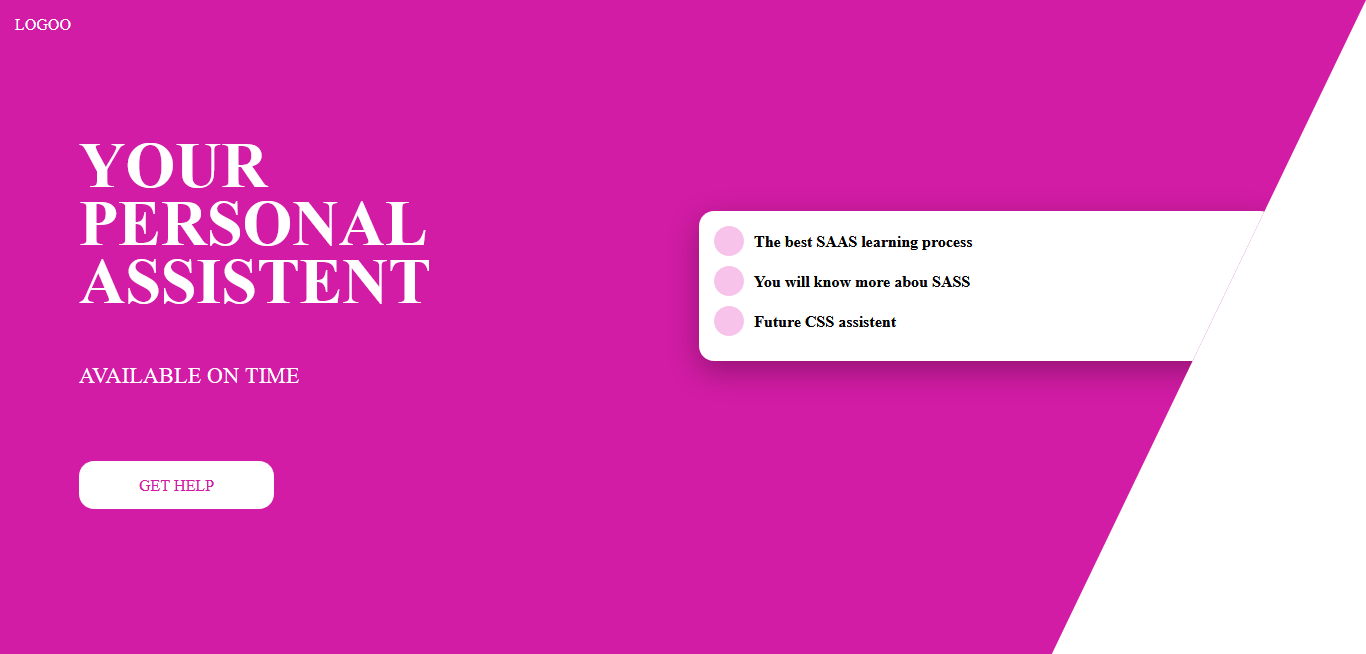 LOGOO
YOUR
PERSONAL
ASSISTENT
AVAILABLE ON TIME
GET HELP
The best SAAS learning process
You will know more abou SASS
Future CSS assistent